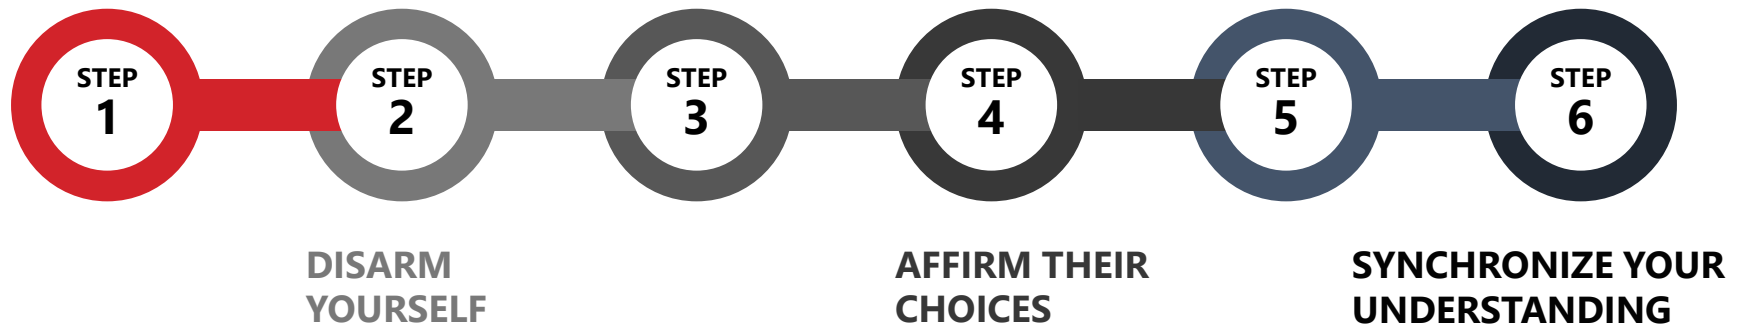 STEP
1
STEP
2
STEP
3
STEP
4
STEP
5
STEP
6
DISARM
YOURSELF
AFFIRM THEIR
CHOICES
SYNCHRONIZE YOUR
UNDERSTANDING